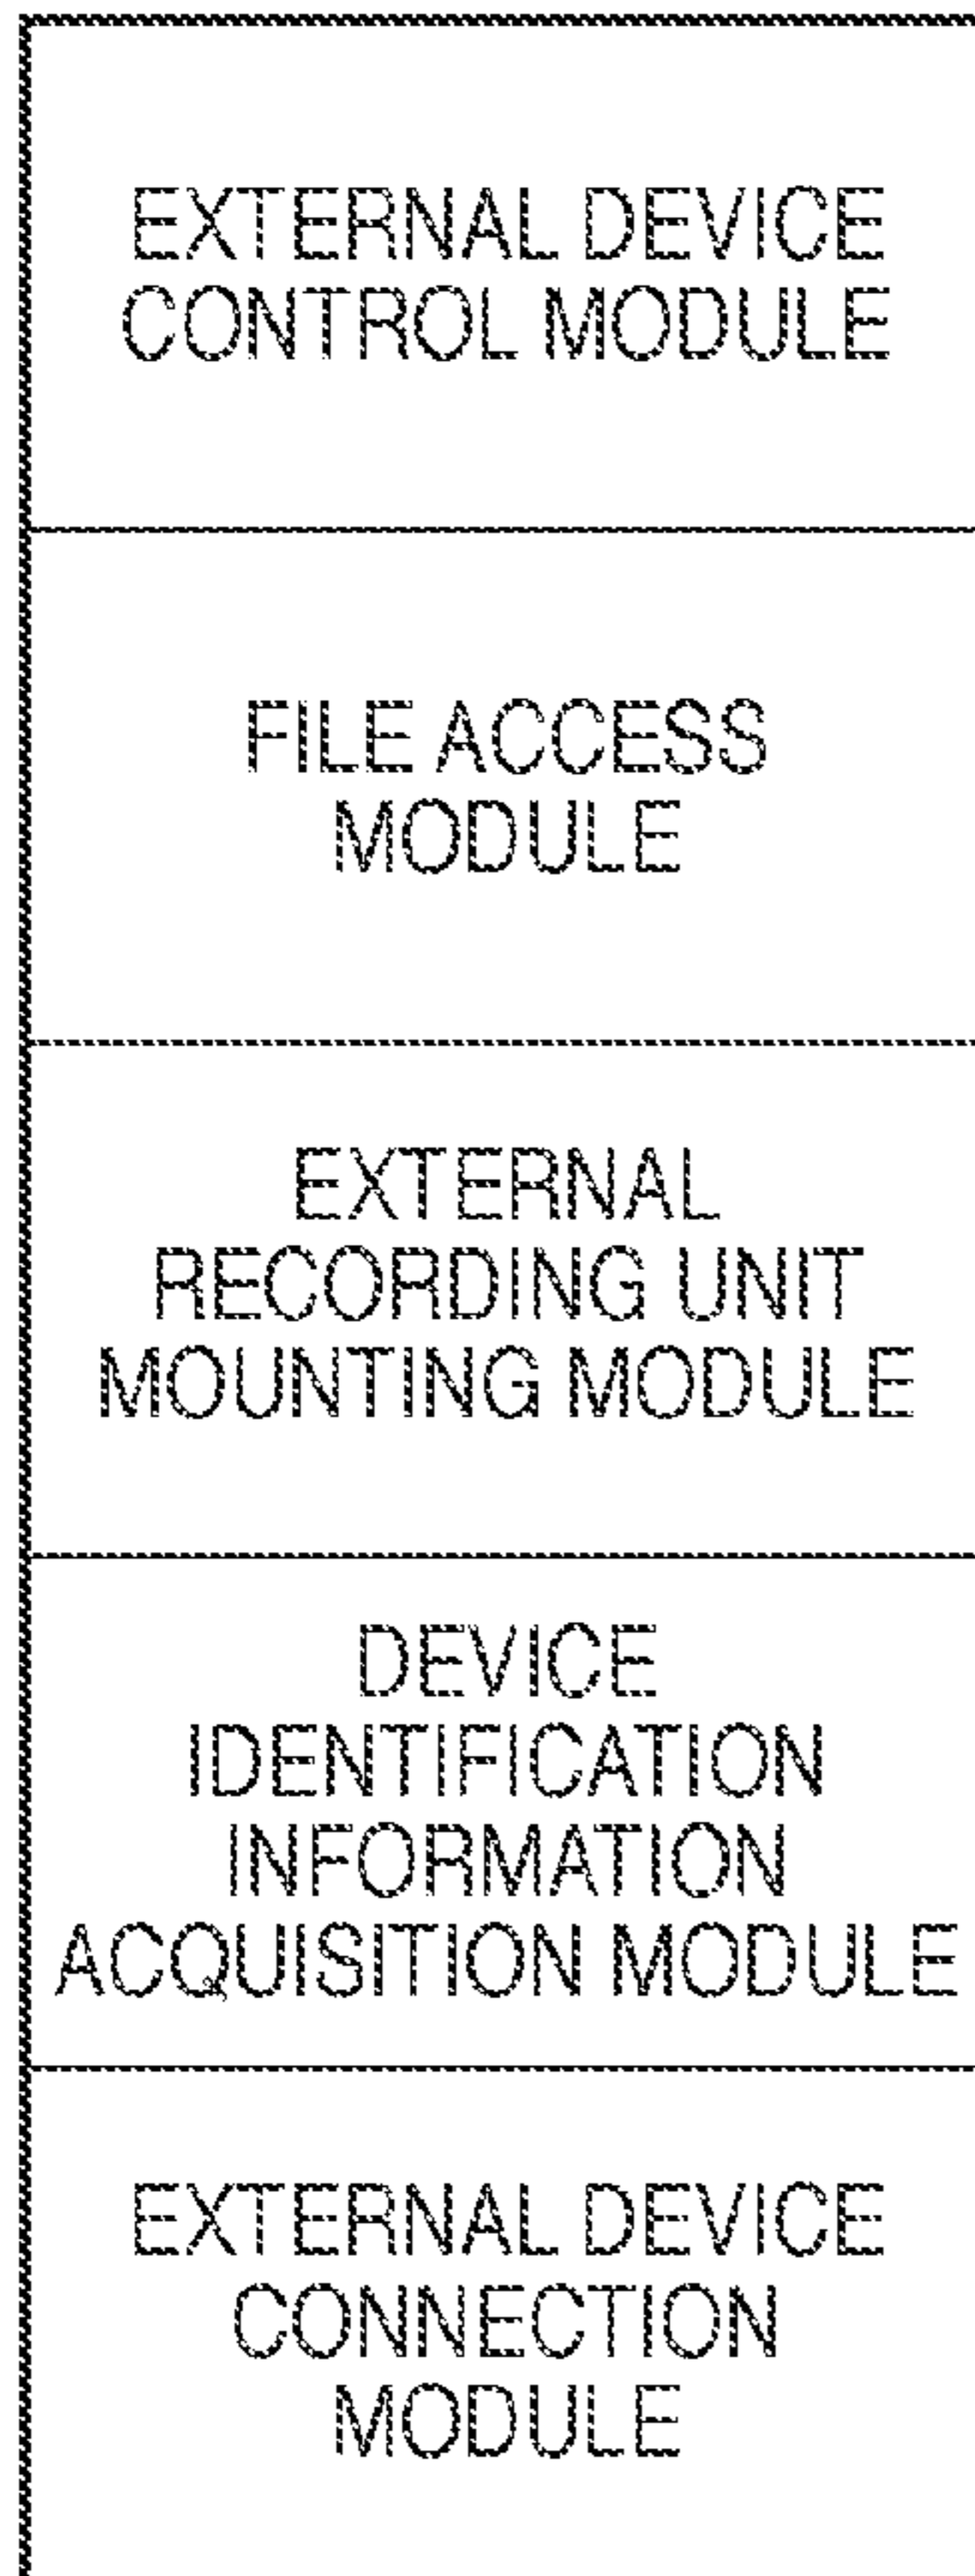 EXTERNAL DEVICE
CONTROL MODULE
FILE ACCESS
MODULE
EXTERNAL
RECORDING UNIT
MOUNTING MODULE
DEVICE
IDENTIFICATION
INFORMATION
ACQUISITION MODULE
EXTERNAL DEVICE
CONNECTION
MODULE